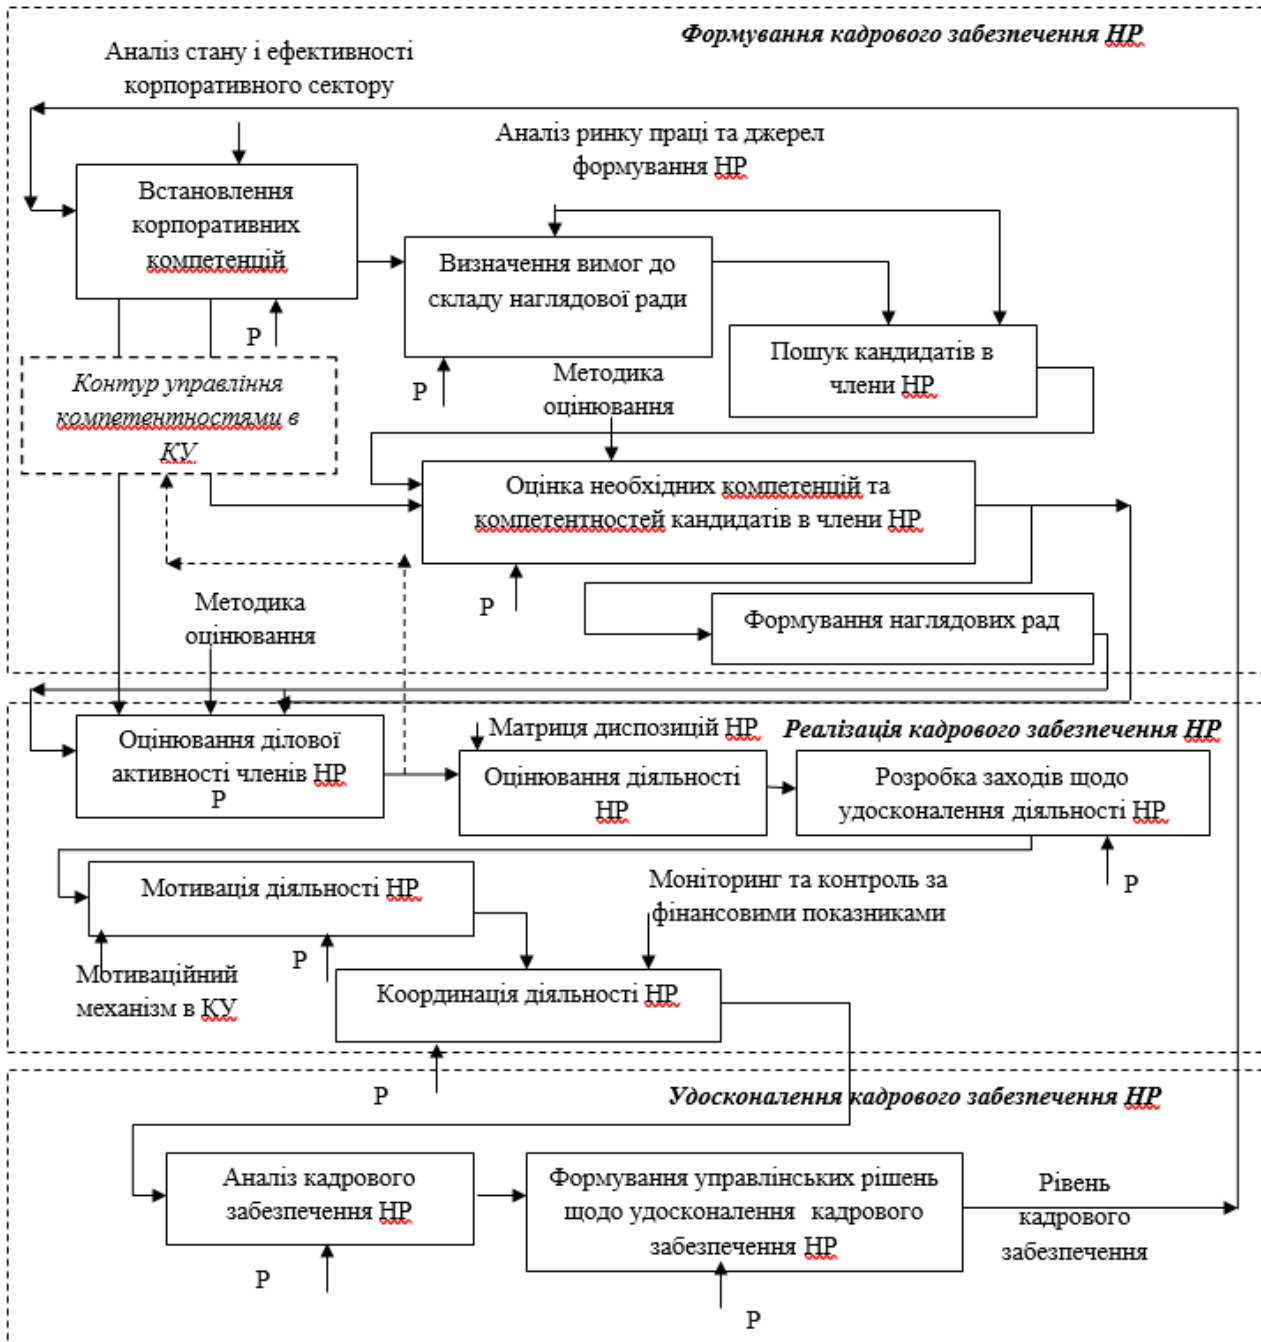 Формування кадрового забезпечення НР
Аналіз стану і ефективності
корпоративного сектору
Аналіз ринку праці та джерел
формування НР
Встановлення
корпоративних
компетенцій
Визначення вимог до
складу наглядової ради
Р
Пошук кандидатів в
члени НР
Р
Методика
оцінювання
Контур управління
компетентностями в
КУ
Оцінка необхідних компетенцій та
компетентностей кандидатів в члени НР
Р
Методика
оцінювання
Формування наглядових рад
Реалізація кадрового забезпечення НР
Матриця диспозицій НР
Оцінювання ділової
активності членів НР
Р
Оцінювання діяльності
НР
Розробка заходів щодо
удосконалення діяльності НР
Р
Мотивація діяльності НР
Моніторинг та контроль за
фінансовими показниками
Р
Мотиваційний
механізм в КУ
Координація діяльності НР
Р
Удосконалення кадрового забезпечення НР
Аналіз кадрового
забезпечення НР
Формування управлінських рішень
щодо удосконалення кадрового
забезпечення НР
Рівень
кадрового
забезпечення
Р
Р